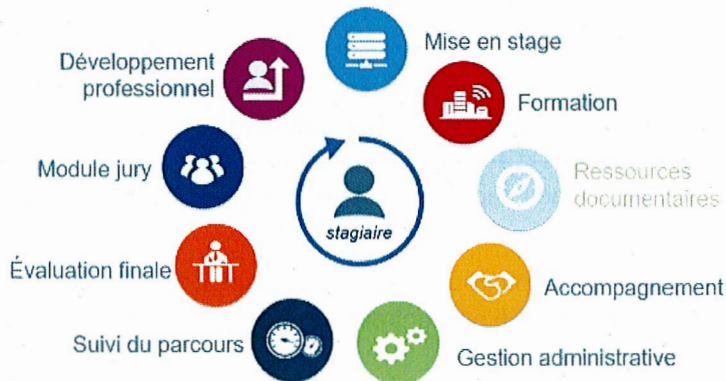 Mise en stage
Développement
professionnel
Formation
Module jury
Ressources
documentaires
stagiaire
Évaluation finale
Accompagnement
Suivi du parcours
Gestion administrative